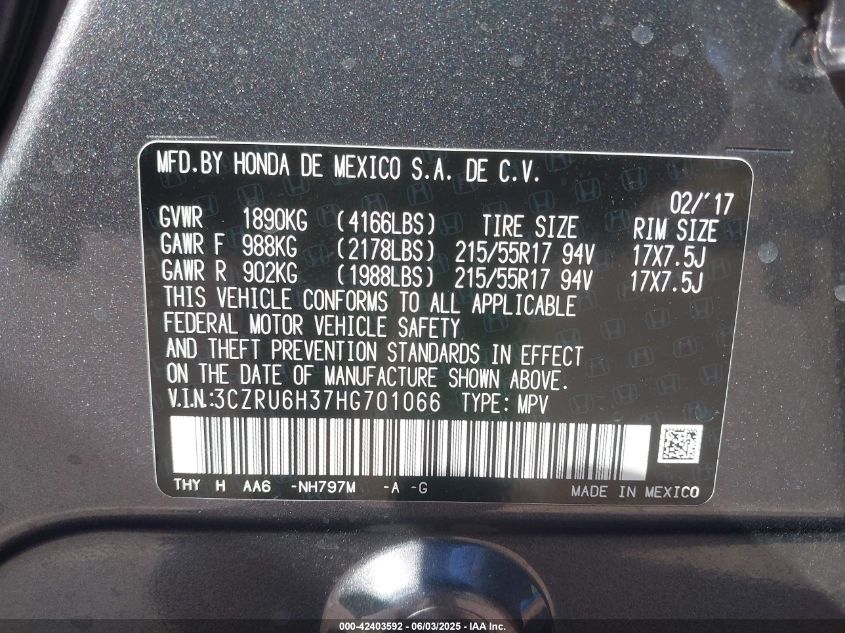 MFD.BY HONDA DE MEXICO S.A. DE C.V.
02/'17
GVWR 1890KG (4166LBS) TIRE SIZE RIM SIZE
GAWR F 988KG (2178LBS) 215/55R17 94V 17X7.5J
GAWR R 902KG (1988LBS) 215/55R17 94V 17X7.5J
THIS VEHICLE CONFORMS TO ALL APPLICABLE
FEDERAL MOTOR VEHICLE SAFETY
AND THEFT PREVENTION STANDARDS IN EFFECT
ON THE DATE OF MANUFACTURE SHOWN ABOVE.
V.I.N.:3CZRU6H37HG701066 TYPE: MPV
THY H AA6 -NH797M -A -G MADE IN MEXICO
000-42403592 - 06/03/2025 - IAA Inc.